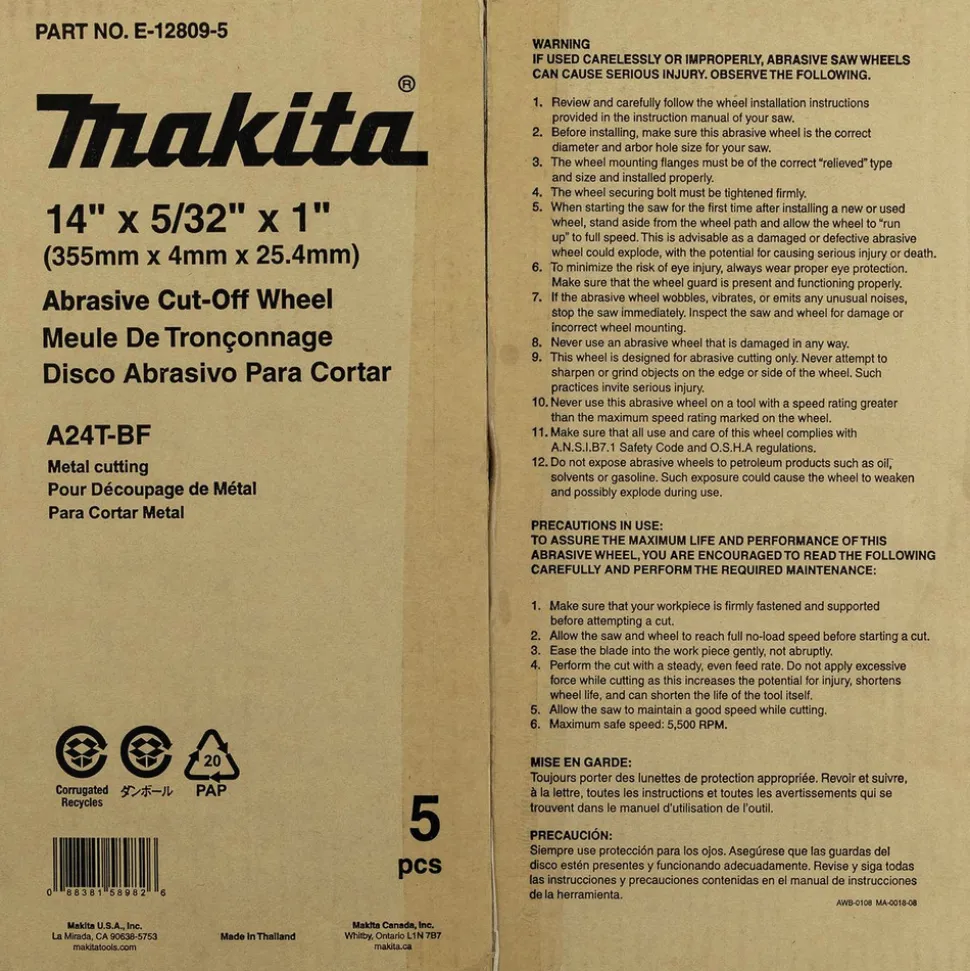 PART NO. E-12809-5
makita®
14" x 5/32" x 1"
(355mm x 4mm x 25.4mm)
Abrasive Cut-Off Wheel
Meule De Tronçonnage
Disco Abrasivo Para Cortar
A24T-BF
Metal cutting
Pour Découpage de Métal
Para Cortar Metal
Corrugated
Recycles
ダンボール
20
PAP
5
pcs
0 88381 58982 6
Makita U.S.A., Inc.
La Mirada, CA 90638-5753
makitatools.com
Made in Thailand
Makita Canada, Inc.
Whitby, Ontario L1N 7B7
makita.ca
WARNING
IF USED CARELESSLY OR IMPROPERLY, ABRASIVE SAW WHEELS
CAN CAUSE SERIOUS INJURY. OBSERVE THE FOLLOWING.
1. Review and carefully follow the wheel installation instructions
provided in the instruction manual of your saw.
2. Before installing, make sure this abrasive wheel is the correct
diameter and arbor hole size for your saw.
3. The wheel mounting flanges must be of the correct "relieved" type
and size and installed properly.
4. The wheel securing bolt must be tightened firmly.
5. When starting the saw for the first time after installing a new or used
wheel, stand aside from the wheel path and allow the wheel to "run
up" to full speed. This is advisable as a damaged or defective abrasive
wheel could explode, with the potential for causing serious injury or death.
6. To minimize the risk of eye injury, always wear proper eye protection.
Make sure that the wheel guard is present and functioning properly.
7. If the abrasive wheel wobbles, vibrates, or emits any unusual noises,
stop the saw immediately. Inspect the saw and wheel for damage or
incorrect wheel mounting.
8. Never use an abrasive wheel that is damaged in any way.
9. This wheel is designed for abrasive cutting only. Never attempt to
sharpen or grind objects on the edge or side of the wheel. Such
practices invite serious injury.
10. Never use this abrasive wheel on a tool with a speed rating greater
than the maximum speed rating marked on the wheel.
11. Make sure that all use and care of this wheel complies with
A.N.S.I.B7.1 Safety Code and O.S.H.A regulations.
12. Do not expose abrasive wheels to petroleum products such as oil,
solvents or gasoline. Such exposure could cause the wheel to weaken
and possibly explode during use.
PRECAUTIONS IN USE:
TO ASSURE THE MAXIMUM LIFE AND PERFORMANCE OF THIS
ABRASIVE WHEEL, YOU ARE ENCOURAGED TO READ THE FOLLOWING
CAREFULLY AND PERFORM THE REQUIRED MAINTENANCE:
1. Make sure that your workpiece is firmly fastened and supported
before attempting a cut.
2. Allow the saw and wheel to reach full no-load speed before starting a cut.
3. Ease the blade into the work piece gently, not abruptly.
4. Perform the cut with a steady, even feed rate. Do not apply excessive
force while cutting as this increases the potential for injury, shortens
wheel life, and can shorten the life of the tool itself.
5. Allow the saw to maintain a good speed while cutting.
6. Maximum safe speed: 5,500 RPM.
MISE EN GARDE:
Toujours porter des lunettes de protection appropriée. Revoir et suivre,
à la lettre, toutes les instructions et toutes les avertissements qui se
trouvent dans le manuel d'utilisation de l'outil.
PRECAUCIÓN:
Siempre use protección para los ojos. Asegúrese que las guardas del
disco estén presentes y funcionando adecuadamente. Revise y siga todas
las instrucciones y precauciones contenidas en el manual de instrucciones
de la herramienta.
AWB-0108 MA-0018-08